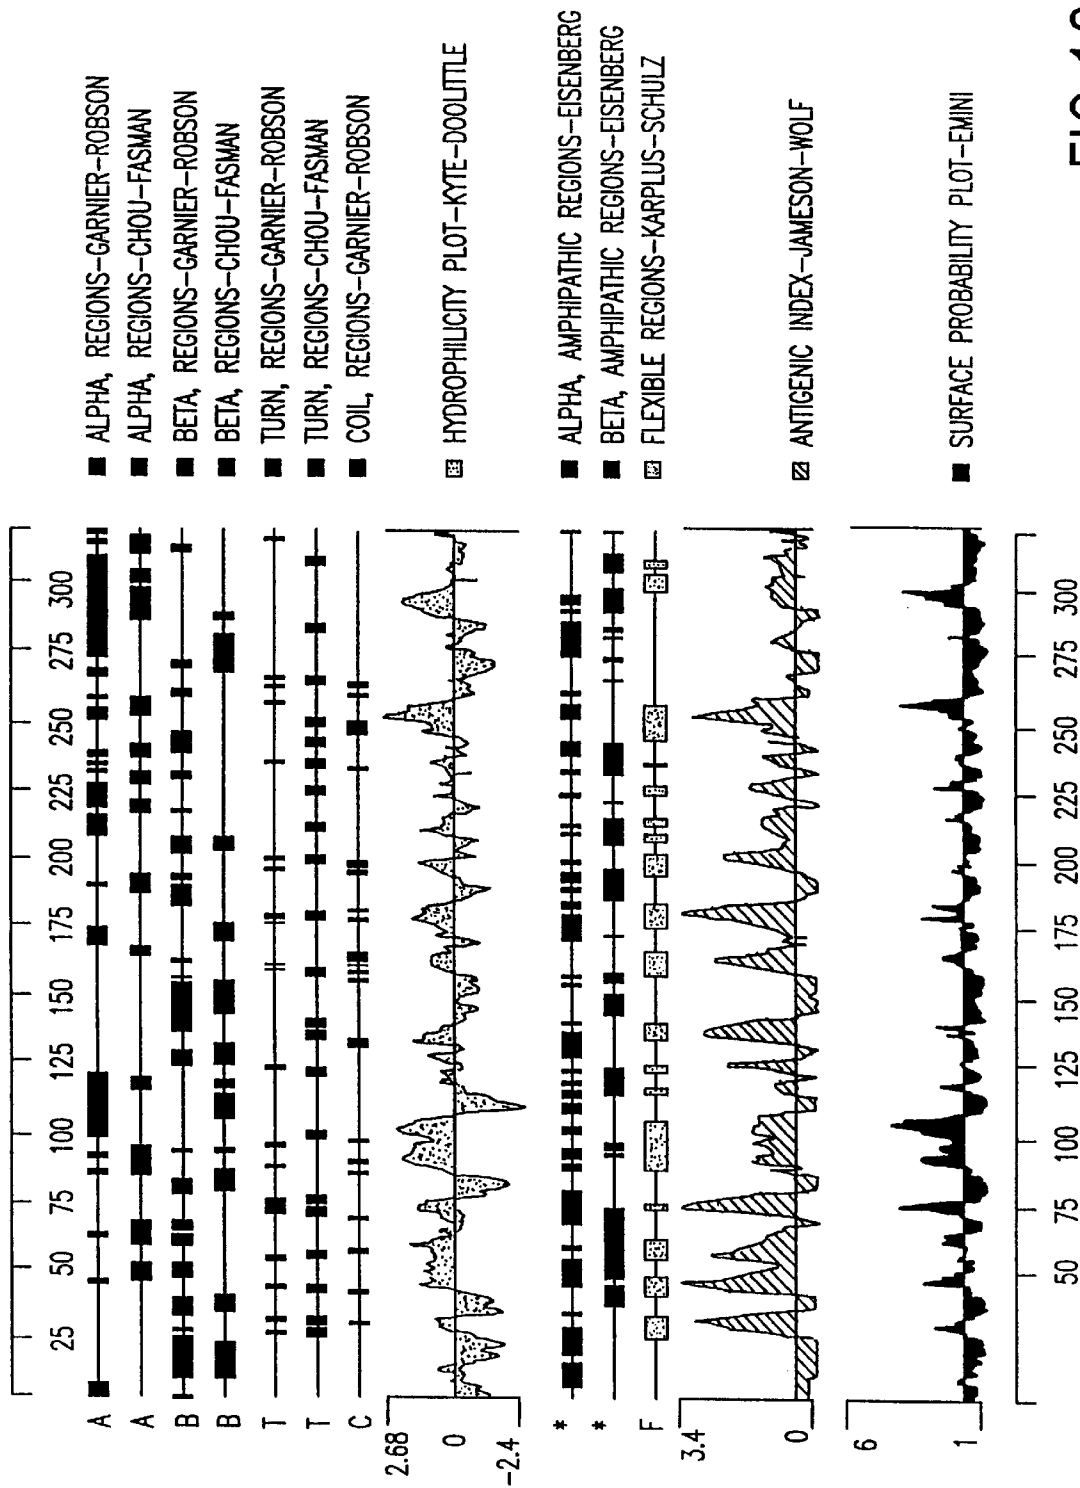 25 50 75 100 125 150 175 200 225 250 275 300
A ■ ALPHA, REGIONS-GARNIER-ROBSON
A ■ ALPHA, REGIONS-CHOU-FASMAN
B ■ BETA, REGIONS-GARNIER-ROBSON
B ■ BETA, REGIONS-CHOU-FASMAN
T ■ TURN, REGIONS-GARNIER-ROBSON
T ■ TURN, REGIONS-CHOU-FASMAN
C ■ COIL, REGIONS-GARNIER-ROBSON
2.68
0 HYDROPHILICITY PLOT-KYTE-DOOLITTLE
-2.4
* ■ ALPHA, AMPHIPATHIC REGIONS-EISENBERG
* ■ BETA, AMPHIPATHIC REGIONS-EISENBERG
F FLEXIBLE REGIONS-KARPLUS-SCHULZ
3.4
0 ANTIGENIC INDEX-JAMESON-WOLF
6
1 ■ SURFACE PROBABILITY PLOT-EMINI
50 75 100 125 150 175 200 225 250 275 300
FIG.